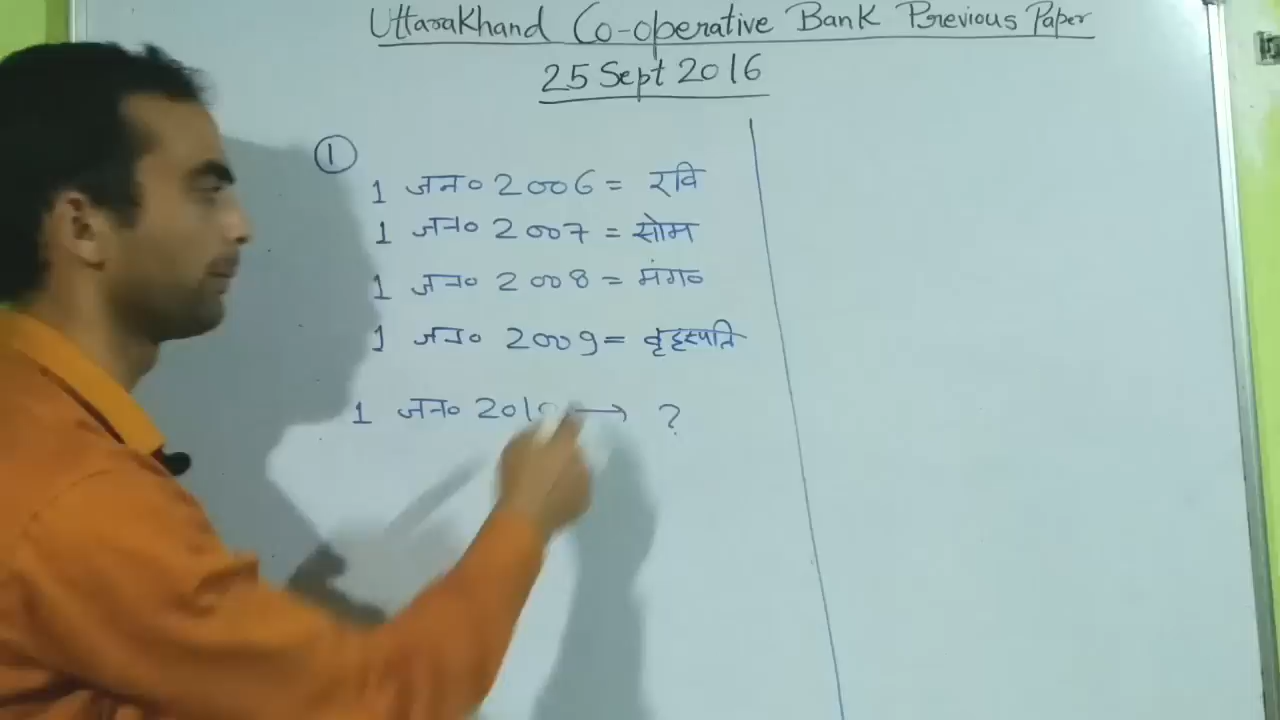 Uttarakhand Co-operative Bank Previous Paper
25 Sept 2016
1
1 जन० 2006 = रवि
1 जन० 2007 = सोम
1 जन० 2008 = मंग०
1 जन० 2009 = वृहस्पति
1 जन० → ?